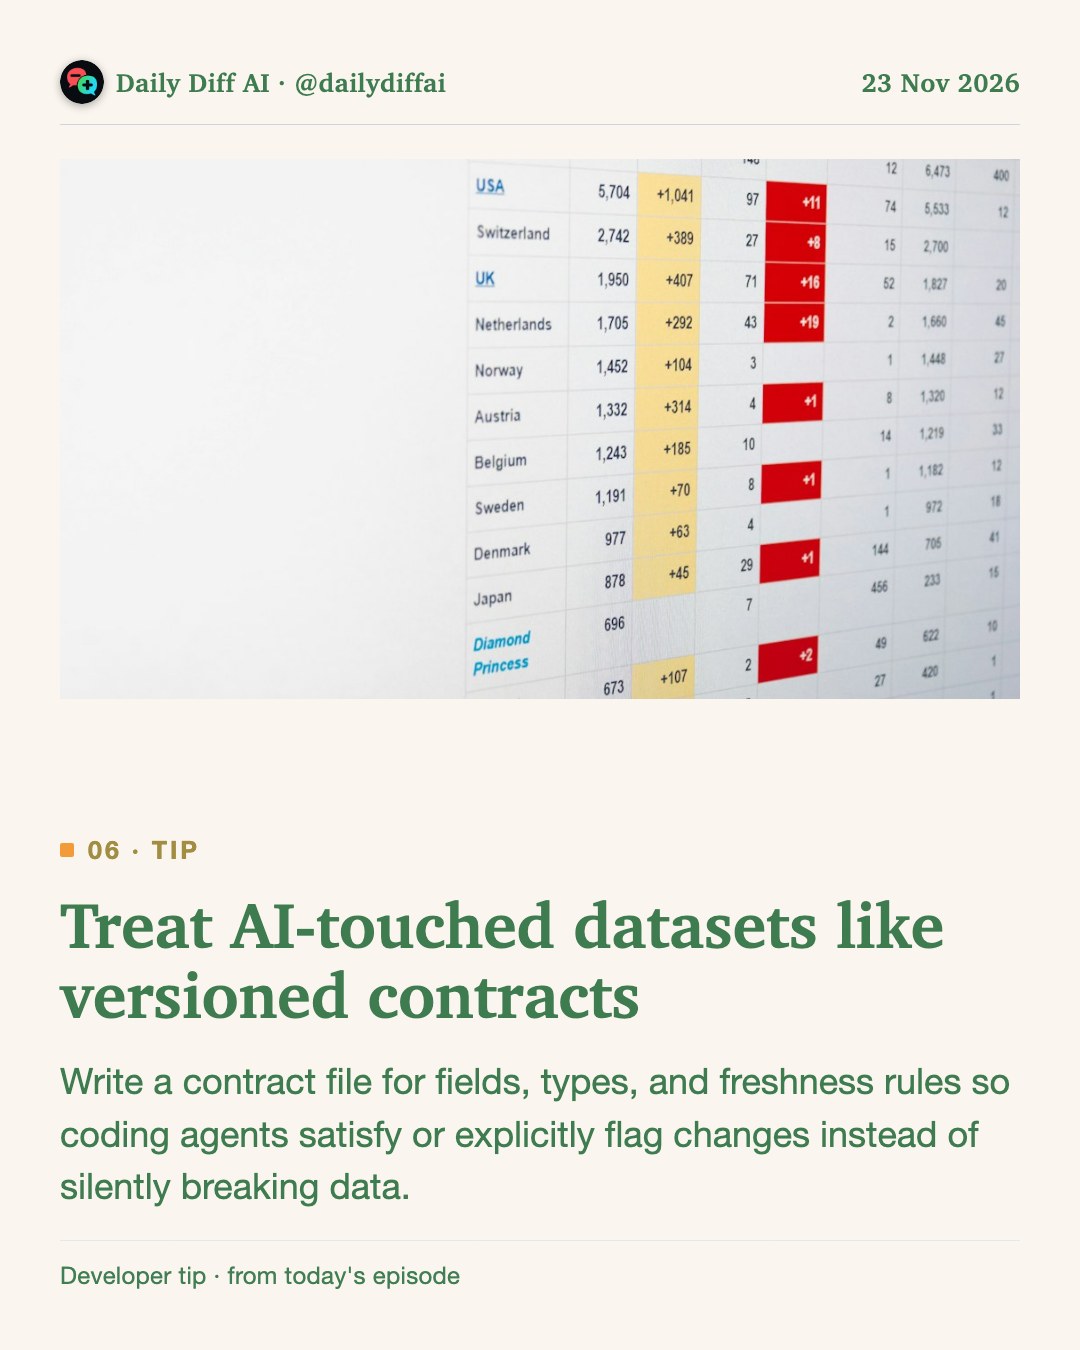 Daily Diff AI · @dailydiffai
23 Nov 2026
148 12 6,473 400
USA 5,704 +1,041 97 +11 74 5,533 12
Switzerland 2,742 +389 27 +8 15 2,700
UK 1,950 +407 71 +16 52 1,827 20
Netherlands 1,705 +292 43 +19 2 1,660 45
Norway 1,452 +104 3 1 1,448 27
Austria 1,332 +314 4 +1 8 1,320 12
Belgium 1,243 +185 10 14 1,219 33
Sweden 1,191 +70 8 +1 1 1,182 12
Denmark 977 +63 4 1 972 18
Japan 878 +45 29 +1 144 705 41
Diamond
Princess 696 7 456 233 15
673 +107 2 +2 49 622 10
27 420 1
06 · TIP
Treat AI-touched datasets like
versioned contracts
Write a contract file for fields, types, and freshness rules so
coding agents satisfy or explicitly flag changes instead of
silently breaking data.
Developer tip · from today's episode